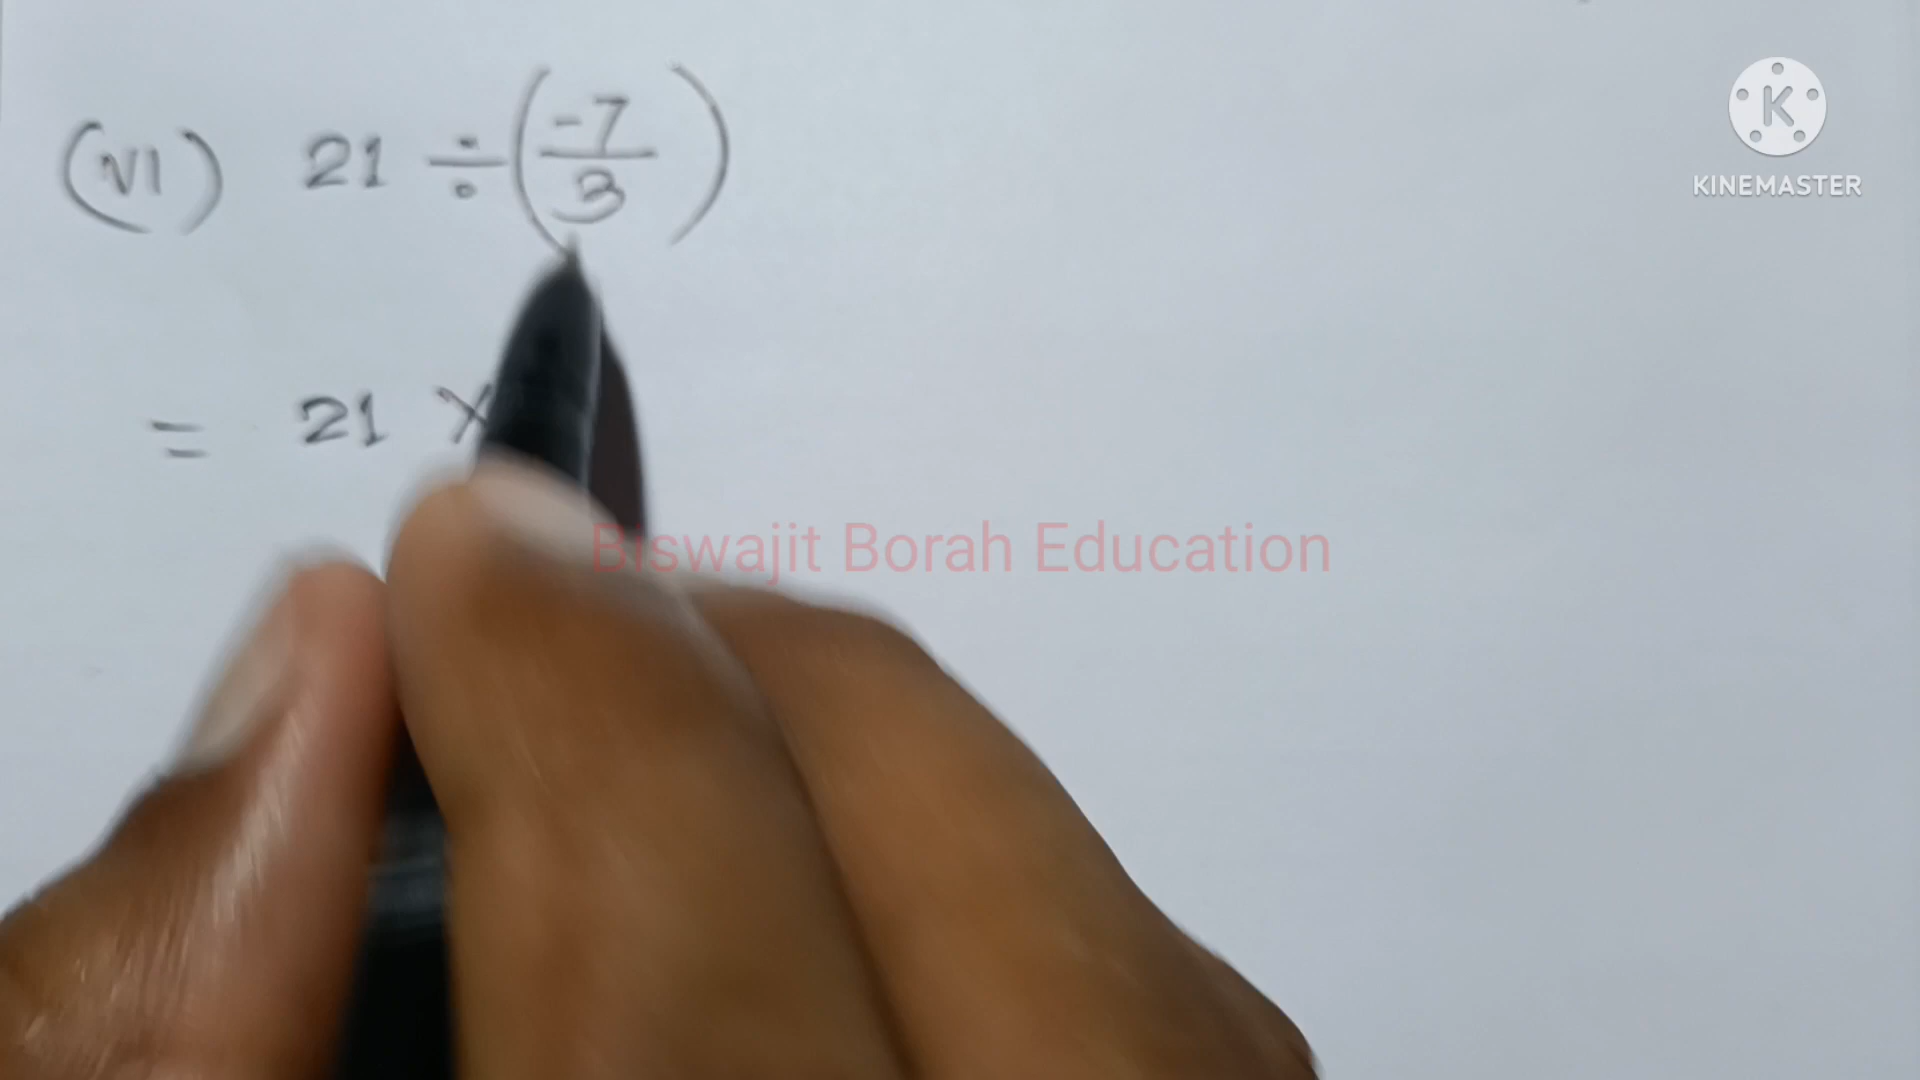 (VI) 21 ÷ (-7/3)
KINEMASTER
= 21 ×
Biswajit Borah Education